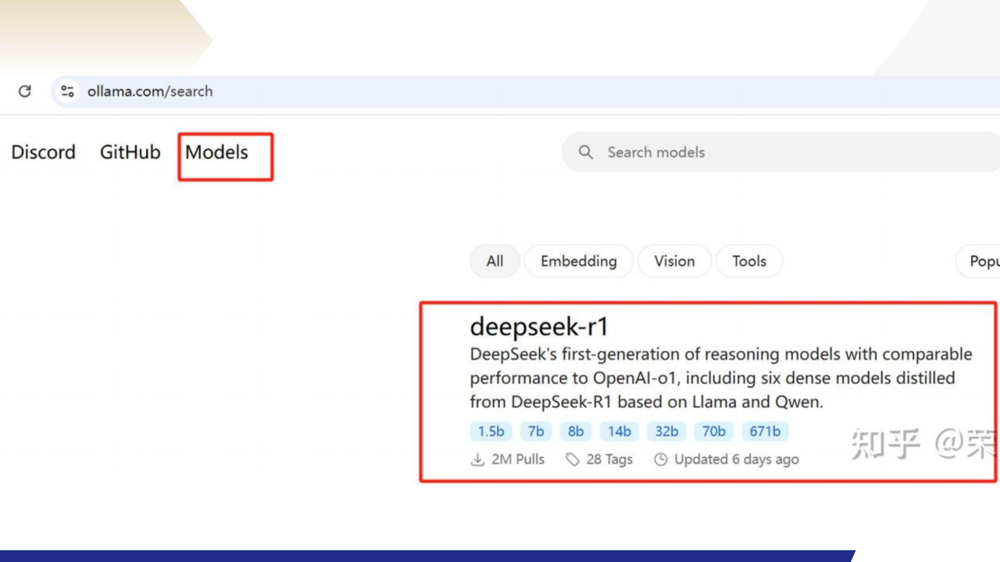 ollama.com/search
Discord GitHub Models
Search models
All Embedding Vision Tools Popu
deepseek-r1
DeepSeek's first-generation of reasoning models with comparable
performance to OpenAI-o1, including six dense models distilled
from DeepSeek-R1 based on Llama and Qwen.
1.5b 7b 8b 14b 32b 70b 671b
知乎 @荣
2M Pulls 28 Tags Updated 6 days ago